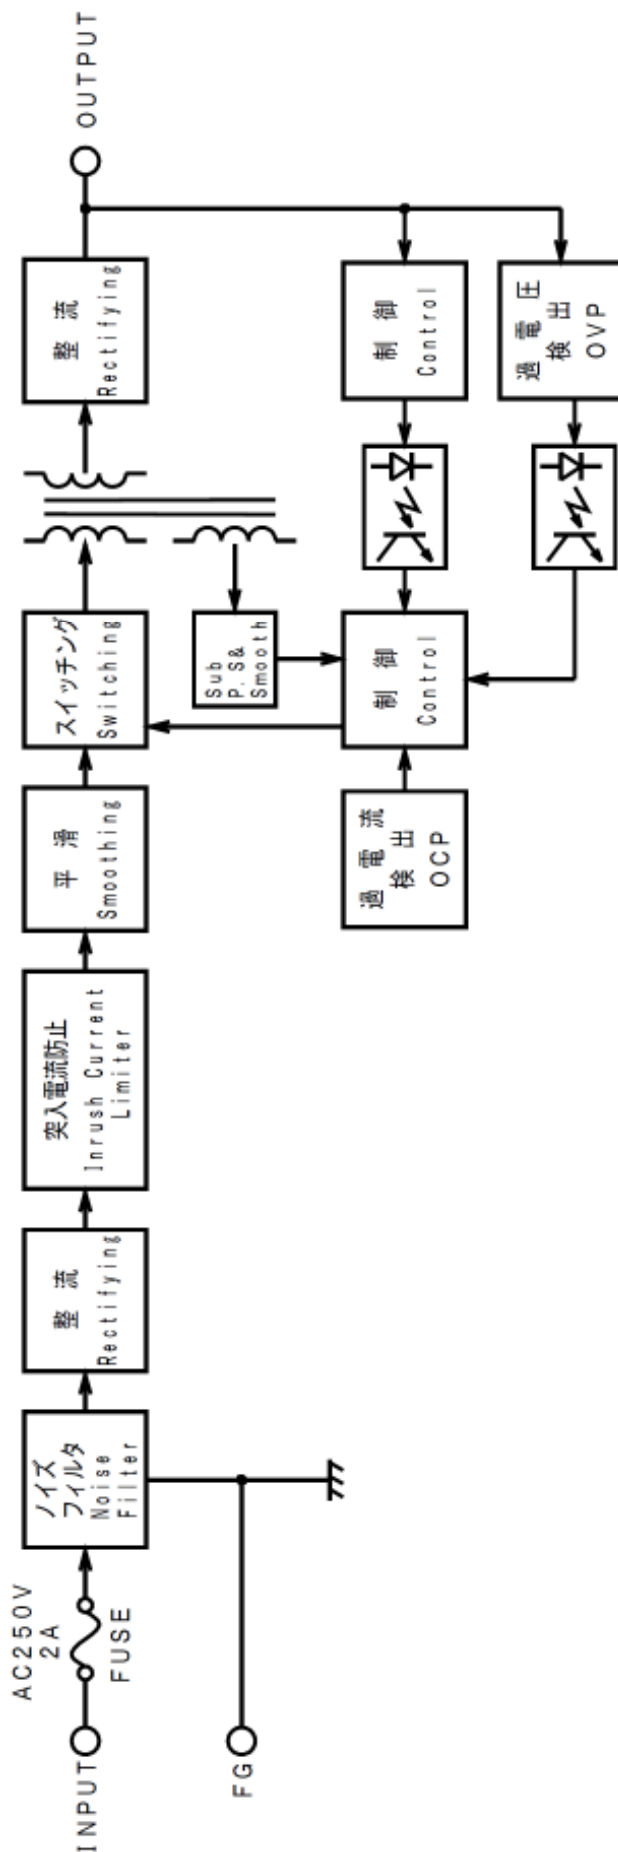 AC250V
2A
INPUT
FUSE
FG
ノイズ
フィルタ
Noise
Filter
整 流
Rectifying
突入電流防止
Inrush Current
Limiter
平 滑
Smoothing
スイッチング
Switching
整 流
Rectifying
OUTPUT
Sub
P.S&
Smooth
過 電 流
検 出
OCP
制 御
Control
制 御
Control
過 電 圧
検 出
OVP